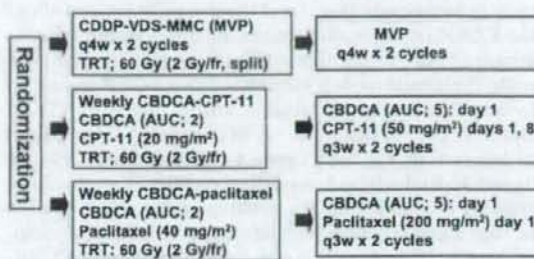 Randomization
CDDP-VDS-MMC (MVP)
q4w x 2 cycles
TRT; 60 Gy (2 Gy/fr, split)
MVP
q4w x 2 cycles
Weekly CBDCA-CPT-11
CBDCA (AUC; 2)
CPT-11 (20 mg/m²)
TRT: 60 Gy (2 Gy/fr)
CBDCA (AUC; 5): day 1
CPT-11 (50 mg/m²) days 1, 8
q3w x 2 cycles
Weekly CBDCA-paclitaxel
CBDCA (AUC; 2)
Paclitaxel (40 mg/m²)
TRT: 60 Gy (2 Gy/fr)
CBDCA (AUC; 5): day 1
Paclitaxel (200 mg/m²) day 1
q3w x 2 cycles